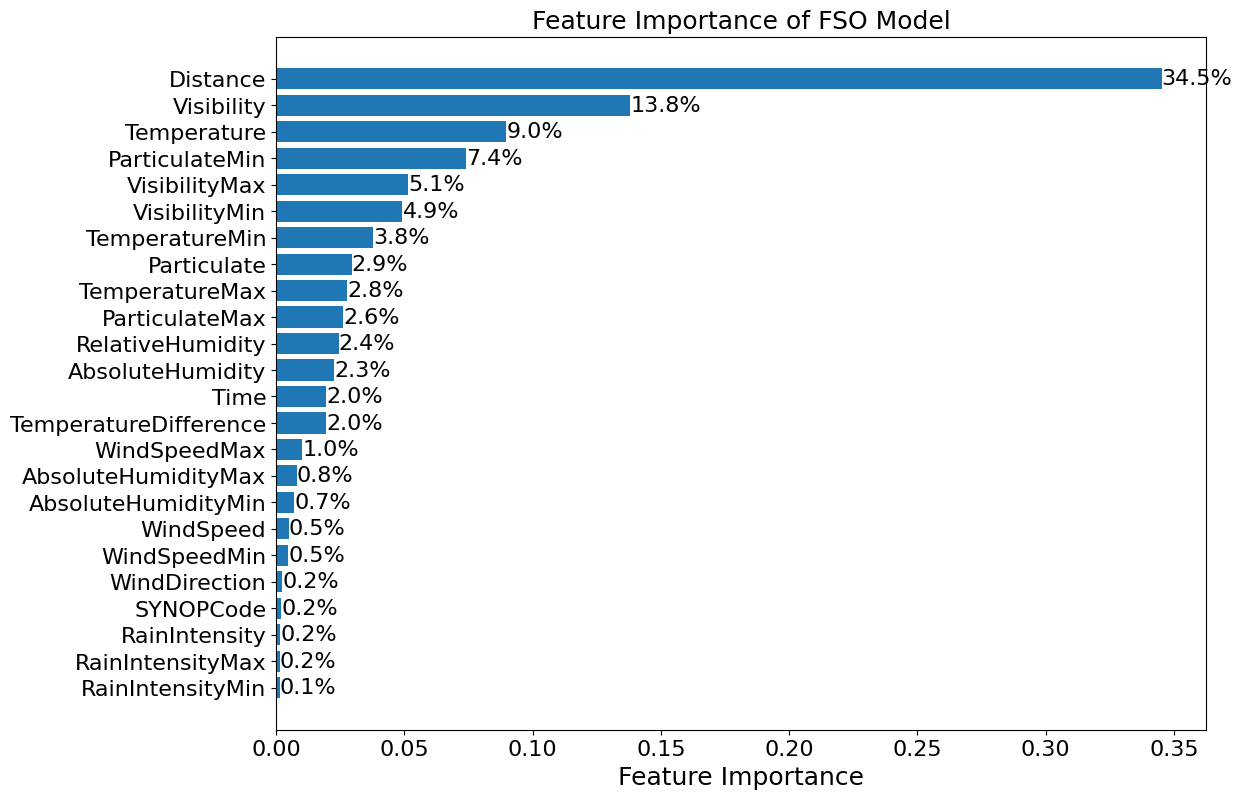 Feature Importance of FSO Model
Distance 34.5%
Visibility 13.8%
Temperature 9.0%
ParticulateMin 7.4%
VisibilityMax 5.1%
VisibilityMin 4.9%
TemperatureMin 3.8%
Particulate 2.9%
TemperatureMax 2.8%
ParticulateMax 2.6%
RelativeHumidity 2.4%
AbsoluteHumidity 2.3%
Time 2.0%
TemperatureDifference 2.0%
WindSpeedMax 1.0%
AbsoluteHumidityMax 0.8%
AbsoluteHumidityMin 0.7%
WindSpeed 0.5%
WindSpeedMin 0.5%
WindDirection 0.2%
SYNOPCode 0.2%
RainIntensity 0.2%
RainIntensityMax 0.2%
RainIntensityMin 0.1%
0.00 0.05 0.10 0.15 0.20 0.25 0.30 0.35
Feature Importance